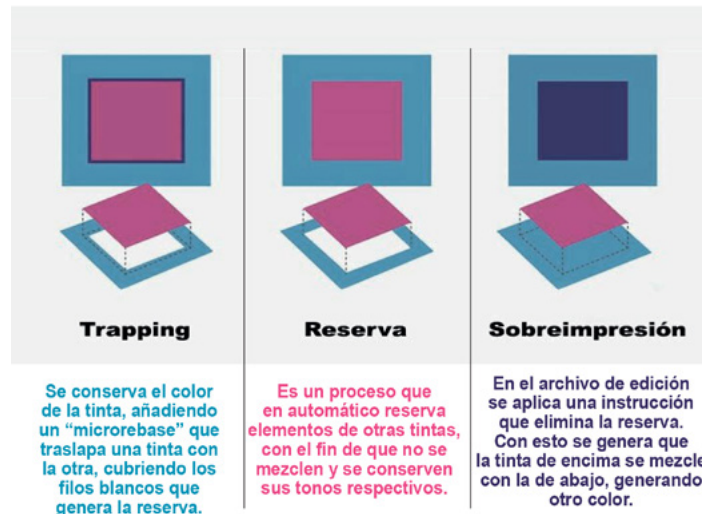 Trapping
Se conserva el color
de la tinta, añadiendo
un “microrebase” que
traslapa una tinta con
la otra, cubriendo los
filos blancos que
genera la reserva.
Reserva
Es un proceso que
en automático reserva
elementos de otras tintas,
con el fin de que no se
mezclen y se conserven
sus tonos respectivos.
Sobreimpresión
En el archivo de edición
se aplica una instrucción
que elimina la reserva.
Con esto se genera que
la tinta de encima se mezcle
con la de abajo, generando
otro color.